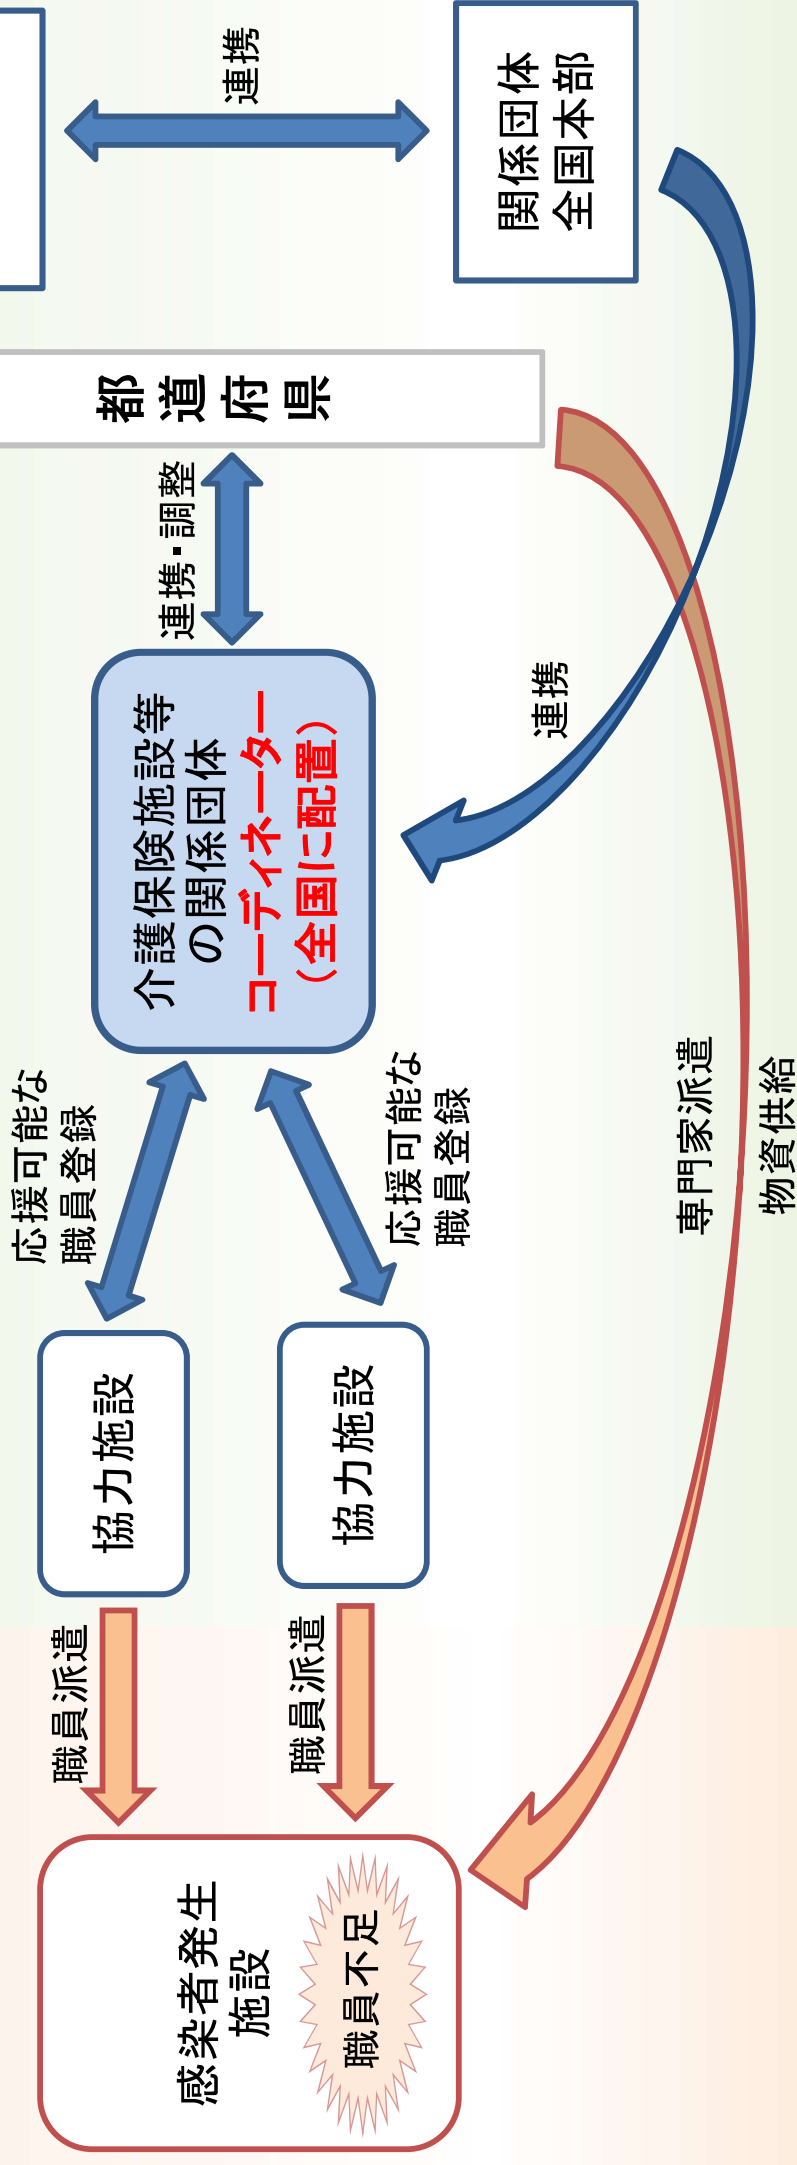 感染者発生
施設
職員不足
職員派遣
職員派遣
協力施設
協力施設
応援可能な
職員登録
応援可能な
職員登録
介護保険施設等
の関係団体
コーディネーター
（全国に配置）
連携・調整
都道府県
連携
関係団体
全国本部
連携
専門家派遣
物資供給